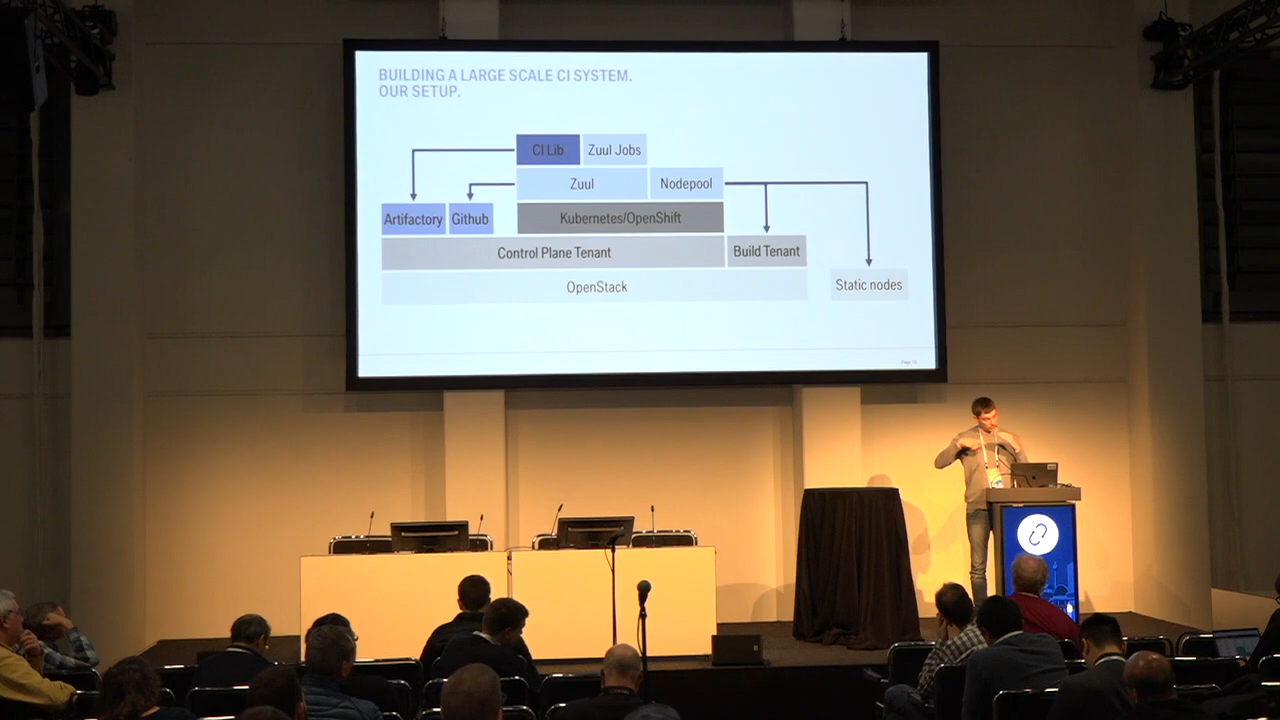 BUILDING A LARGE SCALE CI SYSTEM.
OUR SETUP.
CI Lib
Zuul Jobs
Zuul
Nodepool
Artifactory
Github
Kubernetes/OpenShift
Control Plane Tenant
Build Tenant
OpenStack
Static nodes